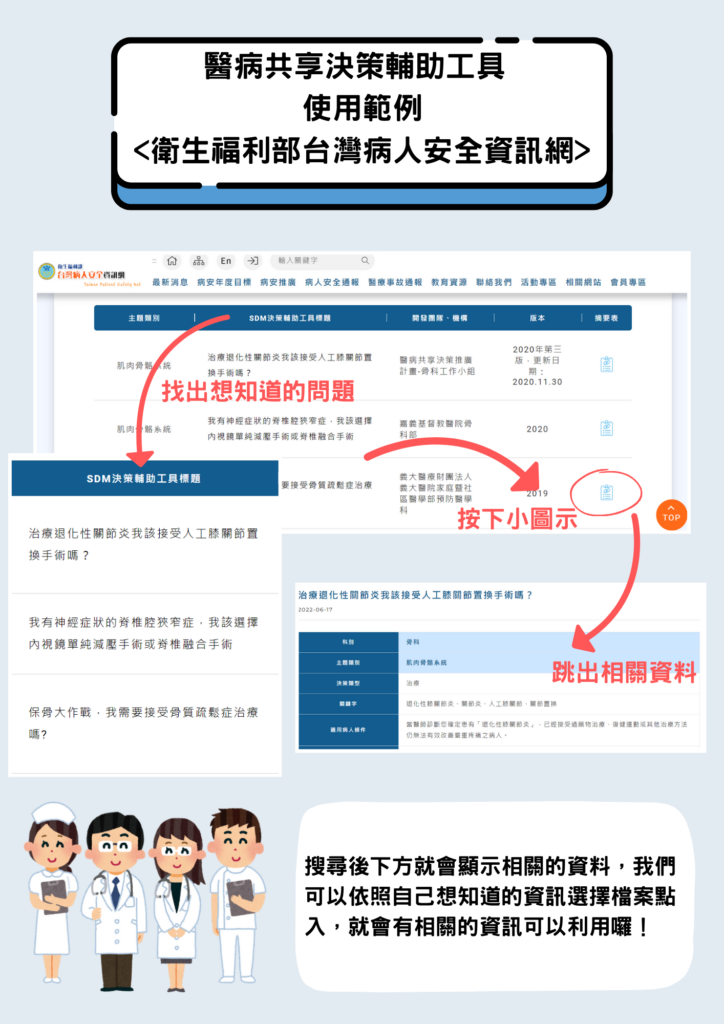 醫病共享決策輔助工具
使用範例
<衛生福利部台灣病人安全資訊網>
衛生福利部
台灣病人安全資訊網
Taiwan Patient Safety Net
En
輸入關鍵字
最新消息 病安年度目標 病安推廣 病人安全通報 醫療事故通報 教育資源 聯絡我們 活動專區 相關網站 會員專區
主題類別 SDM決策輔助工具標題 開發團隊、機構 版本 摘要表
肌肉骨骼系統
治療退化性關節炎我該接受人工膝關節置
換手術嗎？
醫病共享決策推廣
計畫-骨科工作小組
2020年第三
版，更新日
期：
2020.11.30
找出想知道的問題
肌肉骨骼系統
我有神經症狀的脊椎腔狹窄症，我該選擇
內視鏡單純減壓手術或脊椎融合手術
嘉義基督教醫院骨
科部
2020
要接受骨質疏鬆症治療
義大醫療財團法人
義大醫院家庭暨社
區醫學部預防醫學
科
2019
按下小圖示
TOP
SDM決策輔助工具標題
治療退化性關節炎我該接受人工膝關節置
換手術嗎？
我有神經症狀的脊椎腔狹窄症，我該選擇
內視鏡單純減壓手術或脊椎融合手術
保骨大作戰，我需要接受骨質疏鬆症治療
嗎?
治療退化性關節炎我該接受人工膝關節置換手術嗎？
2022-06-17
科別 骨科
主題類別 肌肉骨骼系統
決策類型 治療
關鍵字 退化性膝關節炎、關節炎、人工膝關節、關節置換
適用病人條件
當醫師診斷您確定患有「退化性膝關節炎」，已經接受過藥物治療、復健運動或其他治療方法
仍無法有效改善嚴重疼痛之病人。
跳出相關資料
搜尋後下方就會顯示相關的資料，我們
可以依照自己想知道的資訊選擇檔案點
入，就會有相關的資訊可以利用囉！